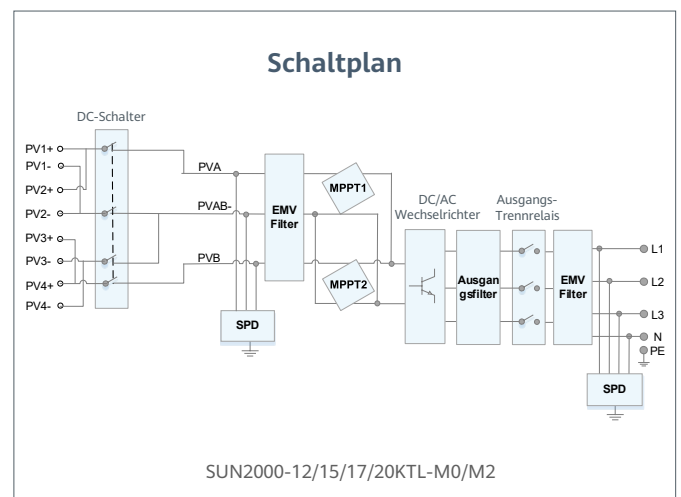 Schaltplan
DC-Schalter
PV1+
PV1-
PV2+
PV2-
PV3+
PV3-
PV4+
PV4-
PVA
PVAB-
PVB
EMV
Filter
SPD
MPPT1
MPPT2
DC/AC
Wechselrichter
Ausgan
gsfilter
Ausgangs-
Trennrelais
EMV
Filter
L1
L2
L3
N
PE
SPD
SUN2000-12/15/17/20KTL-M0/M2